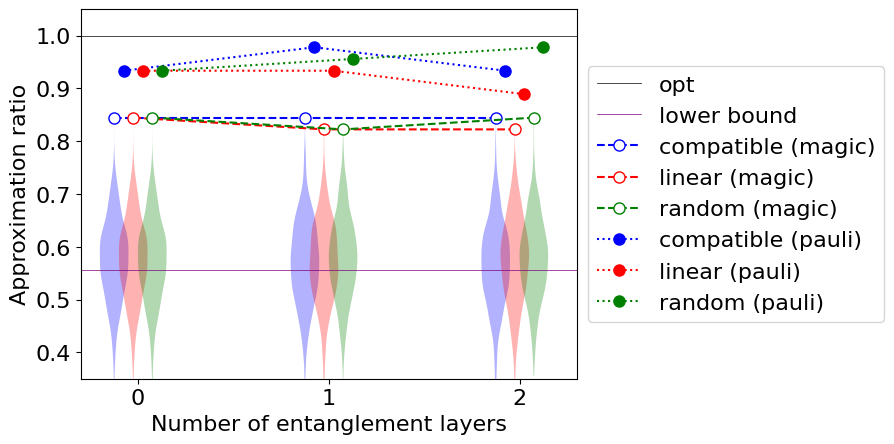 1.0
0.9
0.8
0.7
0.6
0.5
0.4
Approximation ratio
0 1 2
Number of entanglement layers
opt
lower bound
compatible (magic)
linear (magic)
random (magic)
compatible (pauli)
linear (pauli)
random (pauli)